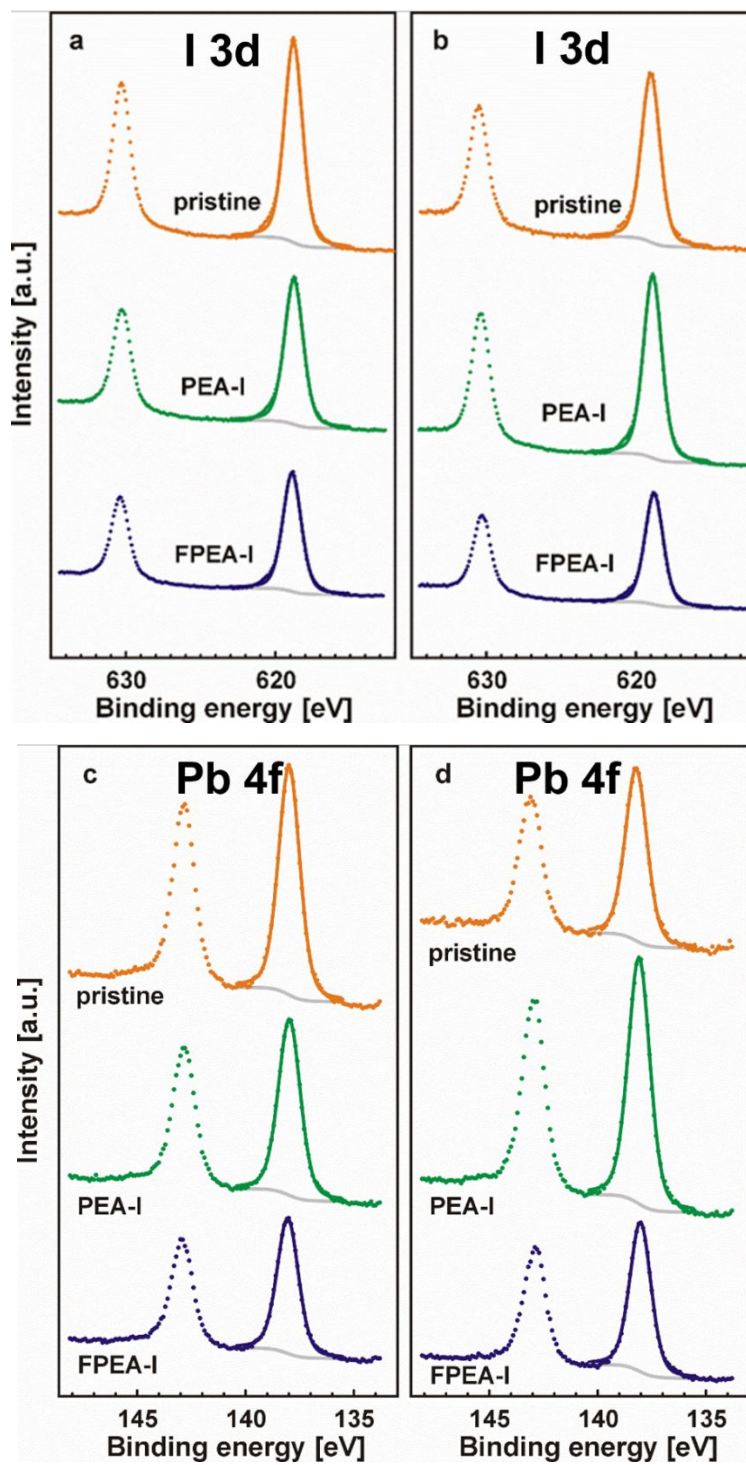 a
I 3d
pristine
PEA-I
FPEA-I
Intensity [a.u.]
630
620
Binding energy [eV]
b
I 3d
pristine
PEA-I
FPEA-I
630
620
Binding energy [eV]
c
Pb 4f
pristine
PEA-I
FPEA-I
Intensity [a.u.]
145
140
135
Binding energy [eV]
d
Pb 4f
pristine
PEA-I
FPEA-I
145
140
135
Binding energy [eV]